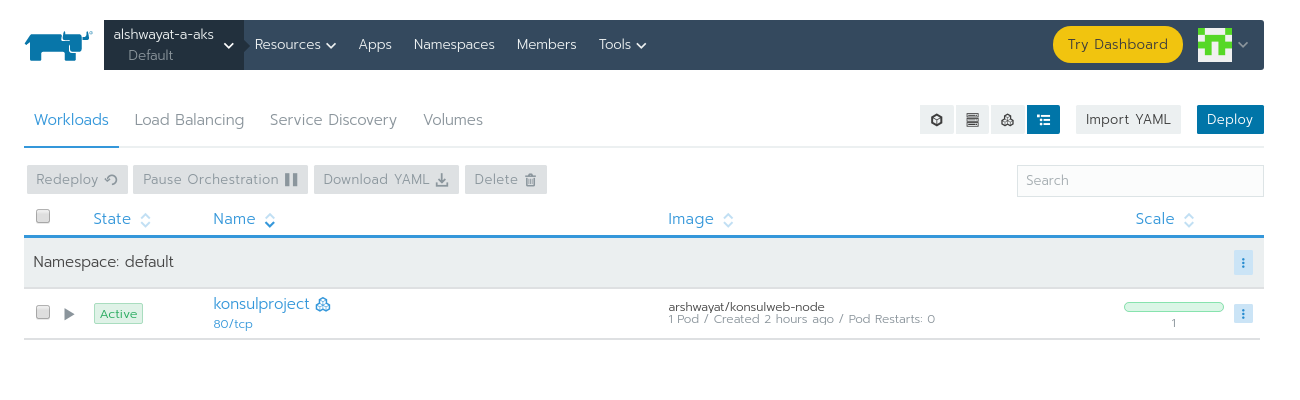 alshwayat-a-aks
Default
Resources Apps Namespaces Members Tools Try Dashboard
Workloads Load Balancing Service Discovery Volumes Import YAML Deploy
Redeploy Pause Orchestration Download YAML Delete Search
State Name Image Scale
Namespace: default
Active konsulproject arshwayat/konsulweb-node
80/tcp 1 Pod / Created 2 hours ago / Pod Restarts: 0 1